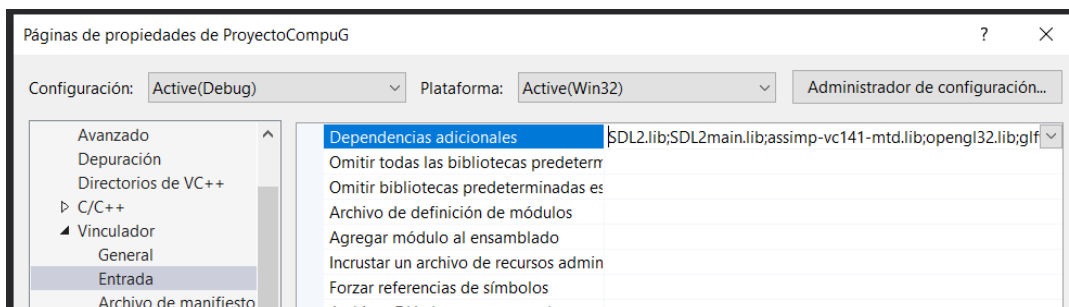 Páginas de propiedades de ProyectoCompuG ? ×
Configuración: Active(Debug) Plataforma: Active(Win32) Administrador de configuración...
Avanzado
Depuración
Directorios de VC++
C/C++
Vinculador
General
Entrada
Archivo de manifiesto
Dependencias adicionales SDL2.lib;SDL2main.lib;assimp-vc141-mtd.lib;opengl32.lib;glf
Omitir todas las bibliotecas predeterm
Omitir bibliotecas predeterminadas es
Archivo de definición de módulos
Agregar módulo al ensamblado
Incrustar un archivo de recursos admin
Forzar referencias de símbolos